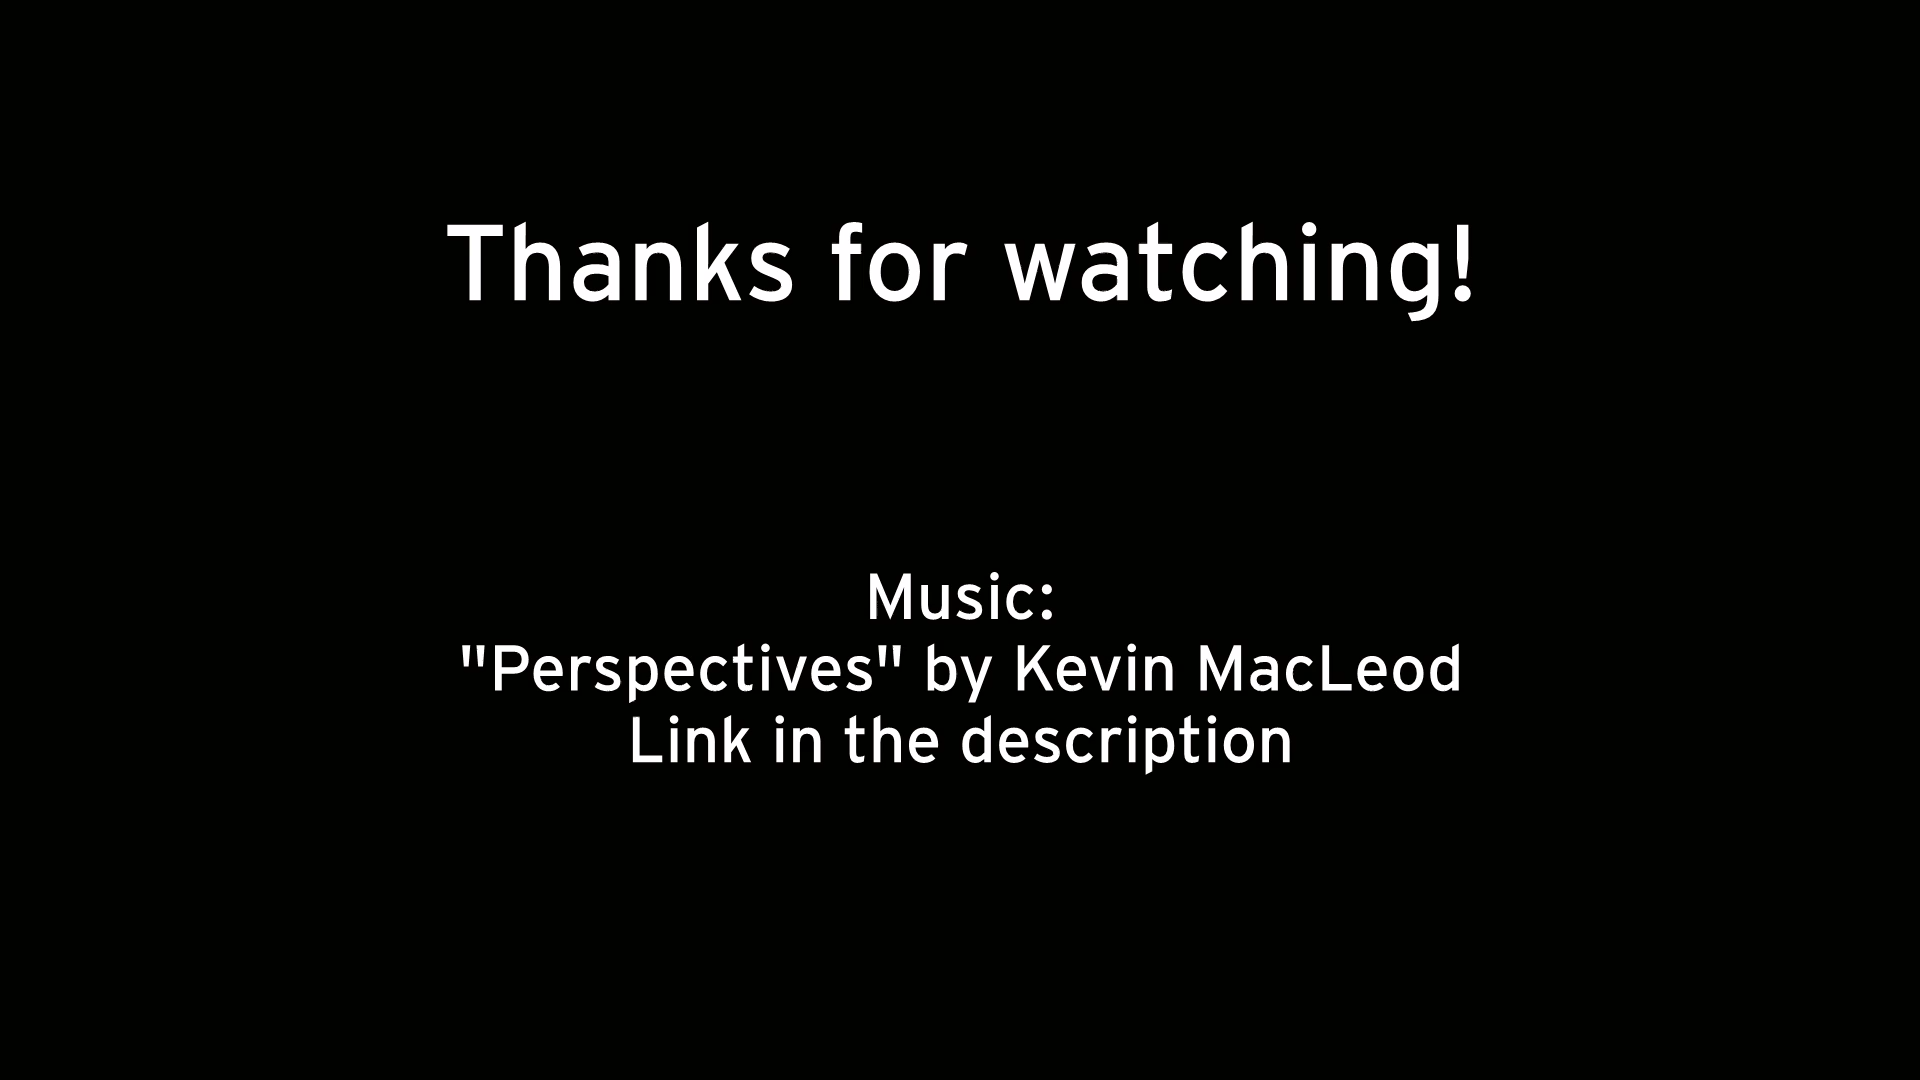 Thanks for watching!
Music:
"Perspectives" by Kevin MacLeod
Link in the description